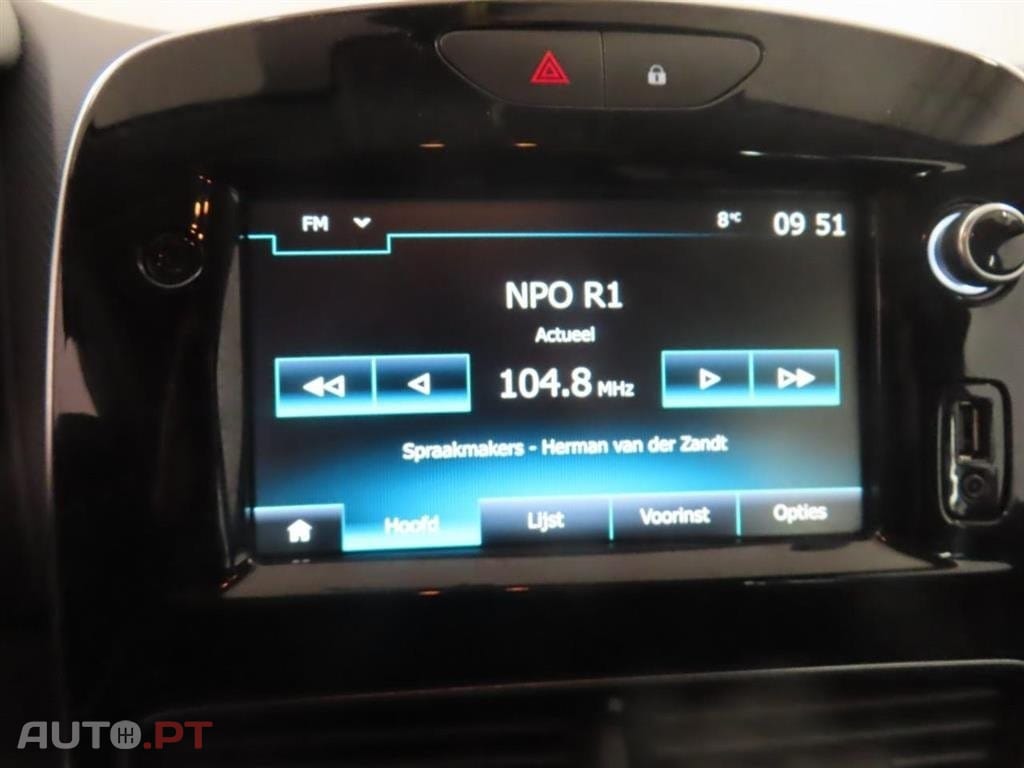 FM 8°C 09 51
NPO R1
Actueel
104.8 MHz
Spraakmakers - Herman van der Zandt
Hoofd Lijst Voorinst Opties
AUTO.PT